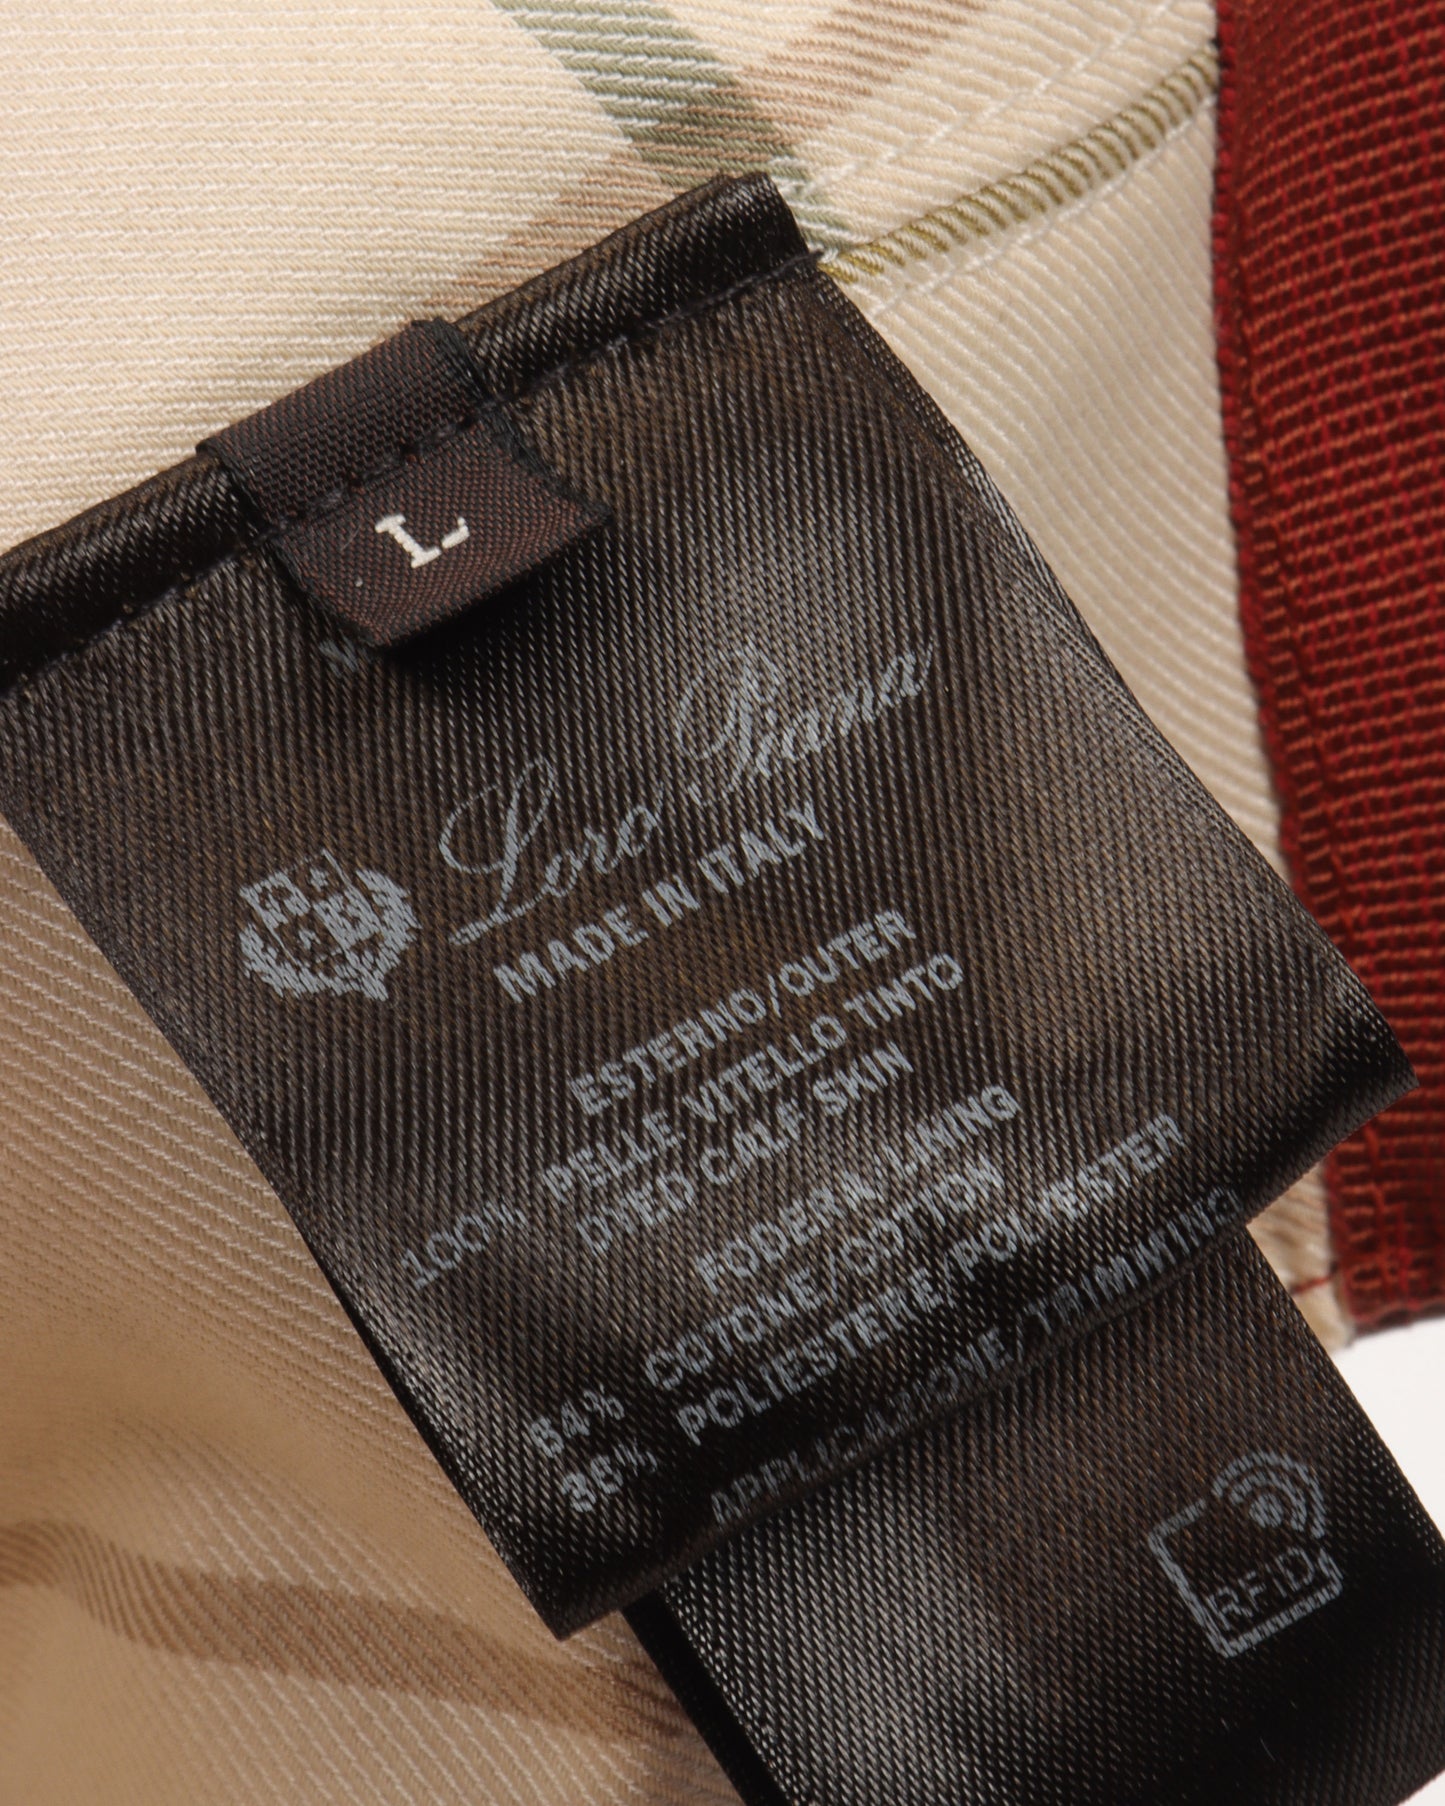 L
Loro Piana
MADE IN ITALY
ESTERNO/OUTER
100% PELLE VITELLO TINTO
DYED CALF SKIN
FODERA/LINING
64% COTONE/COTTON
36% POLIESTERE/POLYESTER
APPLICAZIONE/TRIMMING
RFID